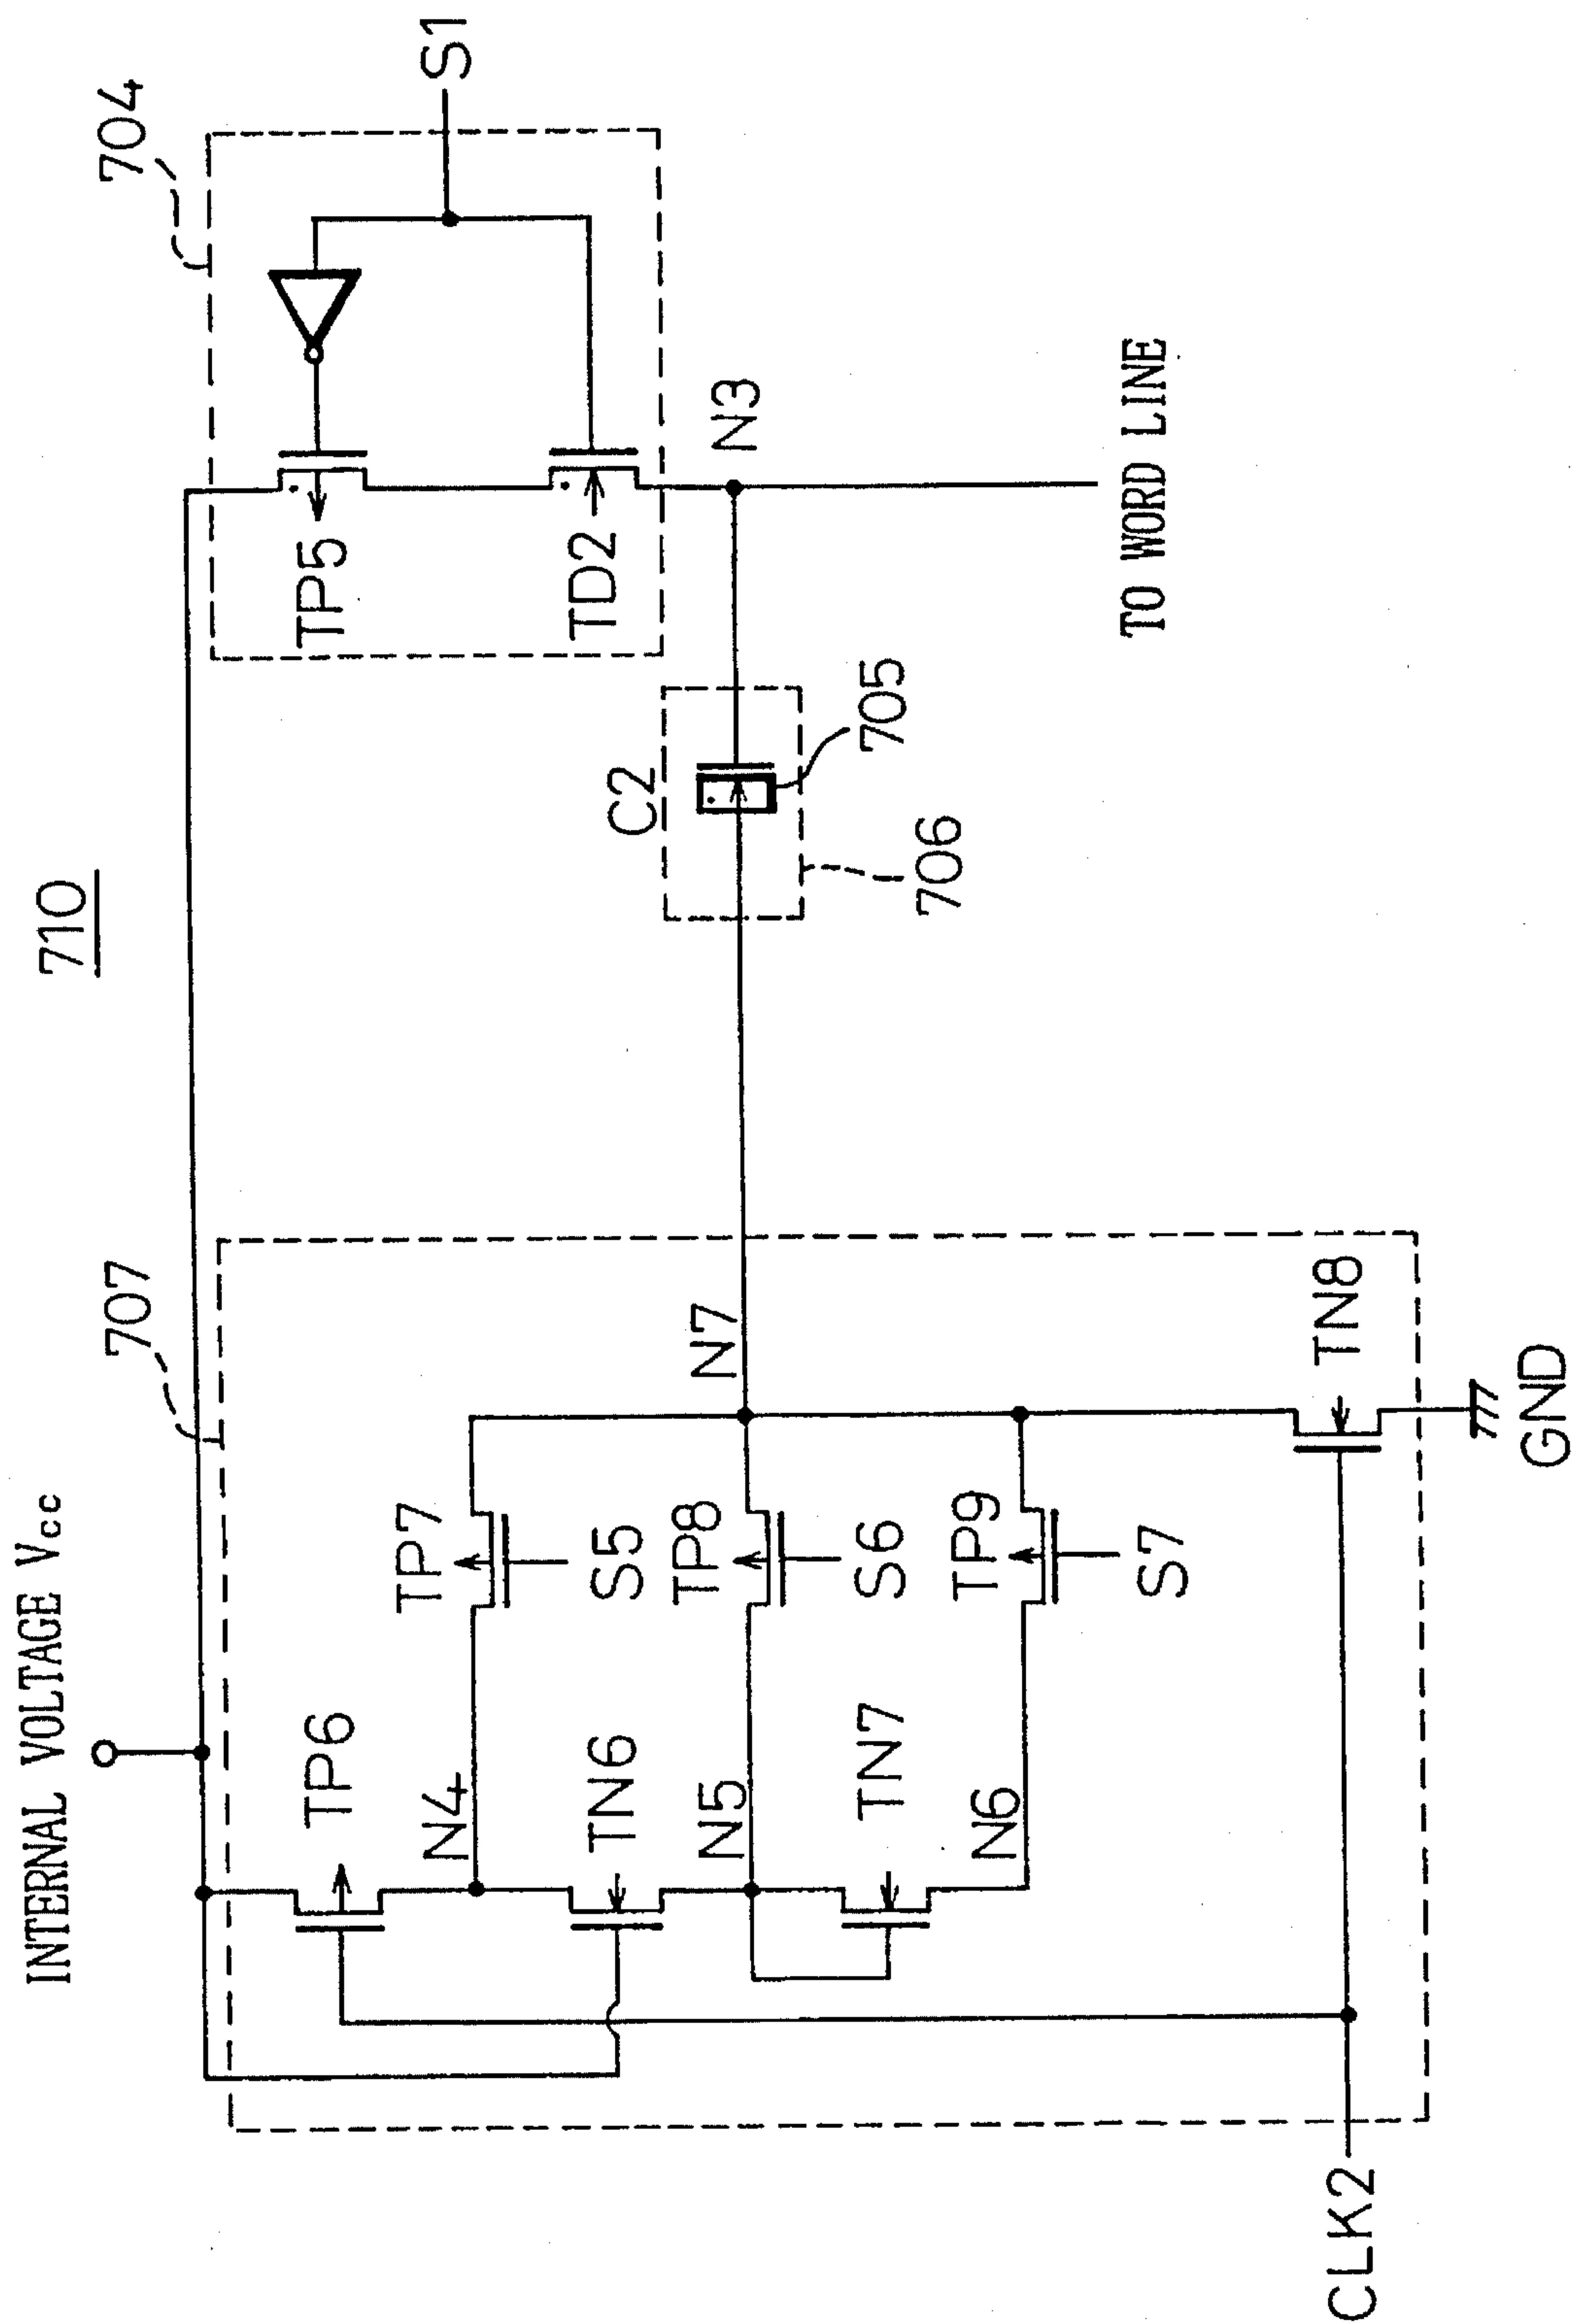 710
INTERNAL VOLTAGE Vcc
707
704
TP6
TP7
TP5
S1
N4
S5
TN6
TP8
N7
C2
TD2
N5
S6
705
N3
TN7
TP9
706
N6
S7
TN8
TO WORD LINE
CLK2
GND